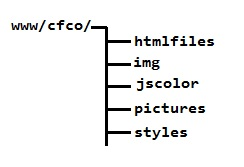 www/cfco/
htmlfiles
img
jscolor
pictures
styles